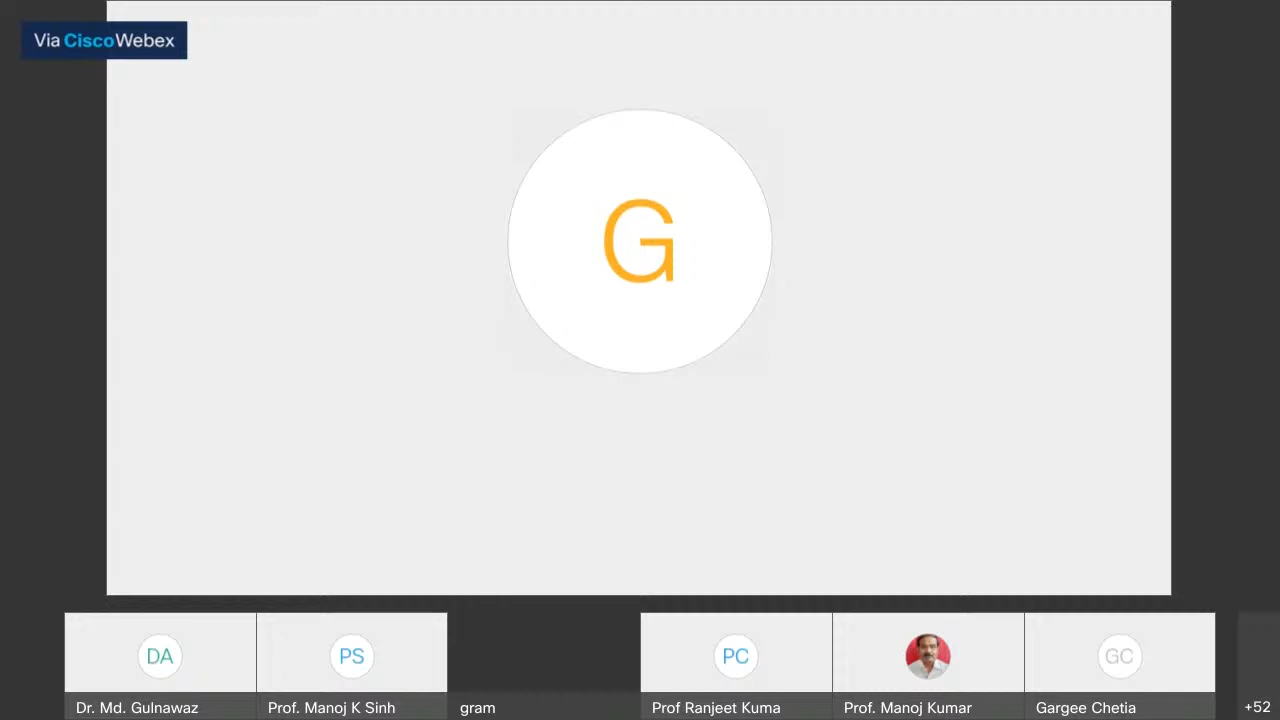 Via CiscoWebex
G
DA
PS
PC
GC
Dr. Md. Gulnawaz
Prof. Manoj K Sinh
gram
Prof Ranjeet Kuma
Prof. Manoj Kumar
Gargee Chetia
+52